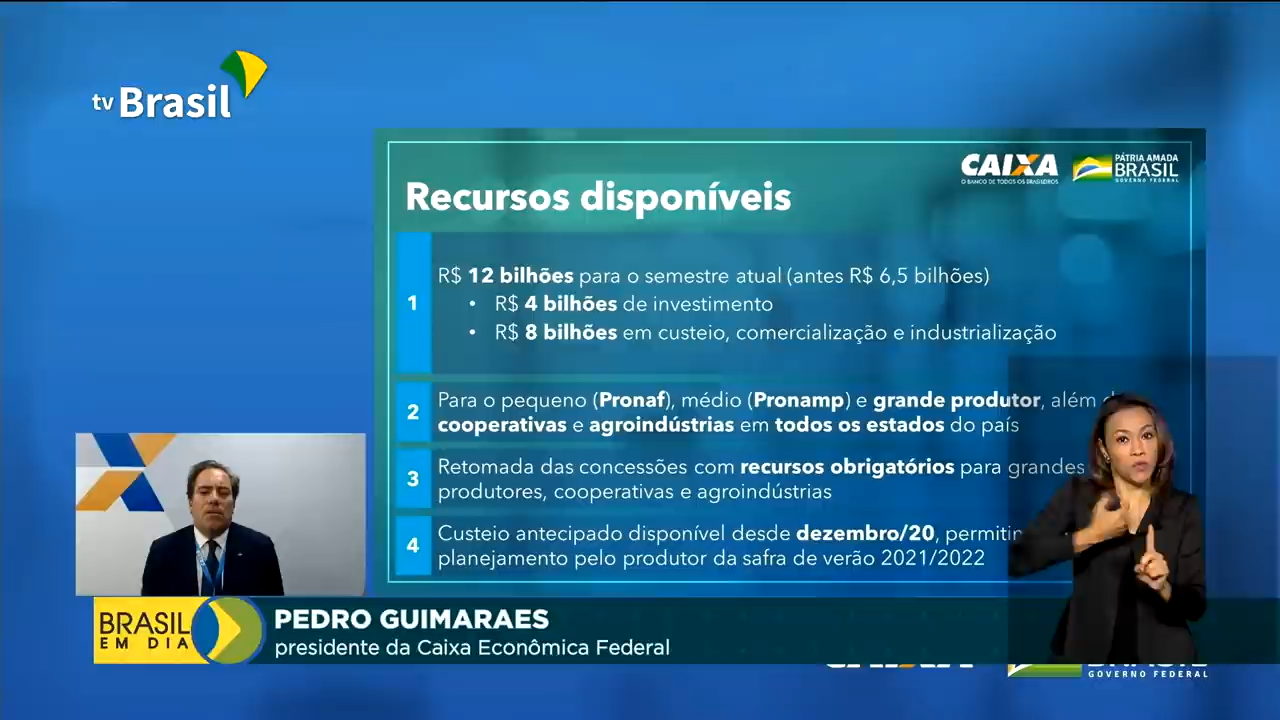 tv Brasil
CAIXA
O BANCO DE TODOS OS BRASILEIROS
PÁTRIA AMADA
BRASIL
GOVERNO FEDERAL
Recursos disponíveis
1
R$ 12 bilhões para o semestre atual (antes R$ 6,5 bilhões)
• R$ 4 bilhões de investimento
• R$ 8 bilhões em custeio, comercialização e industrialização
2
Para o pequeno (Pronaf), médio (Pronamp) e grande produtor, além
cooperativas e agroindústrias em todos os estados do país
3
Retomada das concessões com recursos obrigatórios para grandes
produtores, cooperativas e agroindústrias
4
Custeio antecipado disponível desde dezembro/20,
planejamento pelo produtor da safra de verão 2021/2022
BRASIL
EM DIA
PEDRO GUIMARAES
presidente da Caixa Econômica Federal
GOVERNO FEDERAL